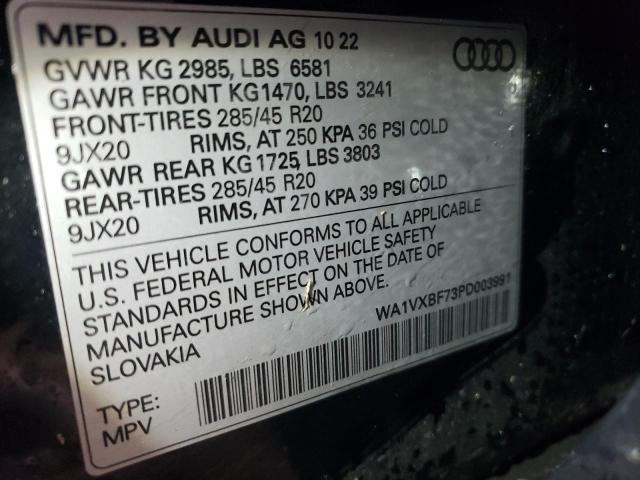 MFD. BY AUDI AG 10 22
GVWR KG 2985, LBS 6581
GAWR FRONT KG1470, LBS 3241
FRONT-TIRES 285/45 R20
9JX20 RIMS, AT 250 KPA 36 PSI COLD
GAWR REAR KG 1725, LBS 3803
REAR-TIRES 285/45 R20
9JX20 RIMS, AT 270 KPA 39 PSI COLD
THIS VEHICLE CONFORMS TO ALL APPLICABLE
U.S. FEDERAL MOTOR VEHICLE SAFETY
STANDARDS IN EFFECT ON THE DATE OF
MANUFACTURE SHOWN ABOVE.
SLOVAKIA
WA1VXBF73PD003991
TYPE:
MPV